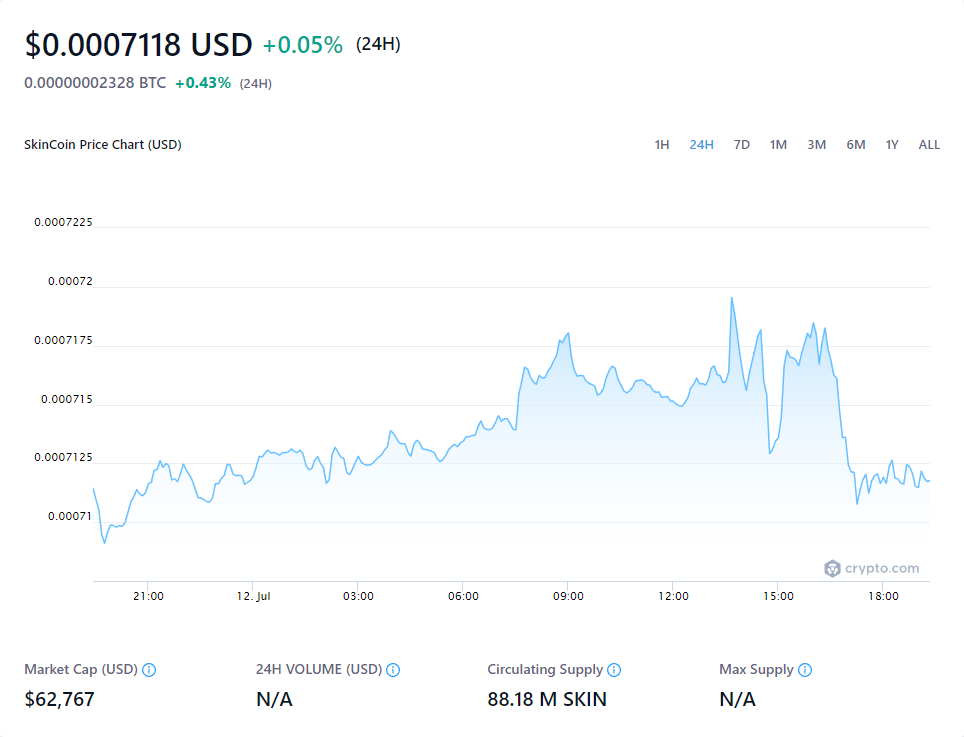 $0.0007118 USD +0.05% (24H)
0.00000002328 BTC +0.43% (24H)
SkinCoin Price Chart (USD) 1H 24H 7D 1M 3M 6M 1Y ALL
0.0007225
0.00072
0.0007175
0.000715
0.0007125
0.00071
crypto.com
21:00 12. Jul 03:00 06:00 09:00 12:00 15:00 18:00
Market Cap (USD) 24H VOLUME (USD) Circulating Supply Max Supply
$62,767 N/A 88.18 M SKIN N/A